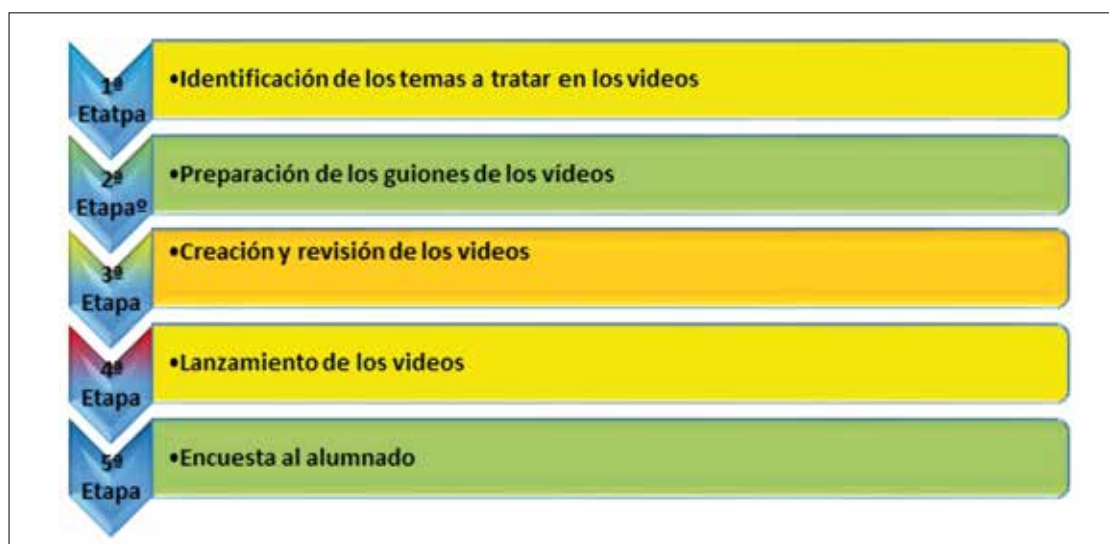 1ª
Etatpa
•Identificación de los temas a tratar en los videos
2ª
Etapaº
•Preparación de los guiones de los vídeos
3ª
Etapa
•Creación y revisión de los videos
4ª
Etapa
•Lanzamiento de los videos
5ª
Etapa
•Encuesta al alumnado